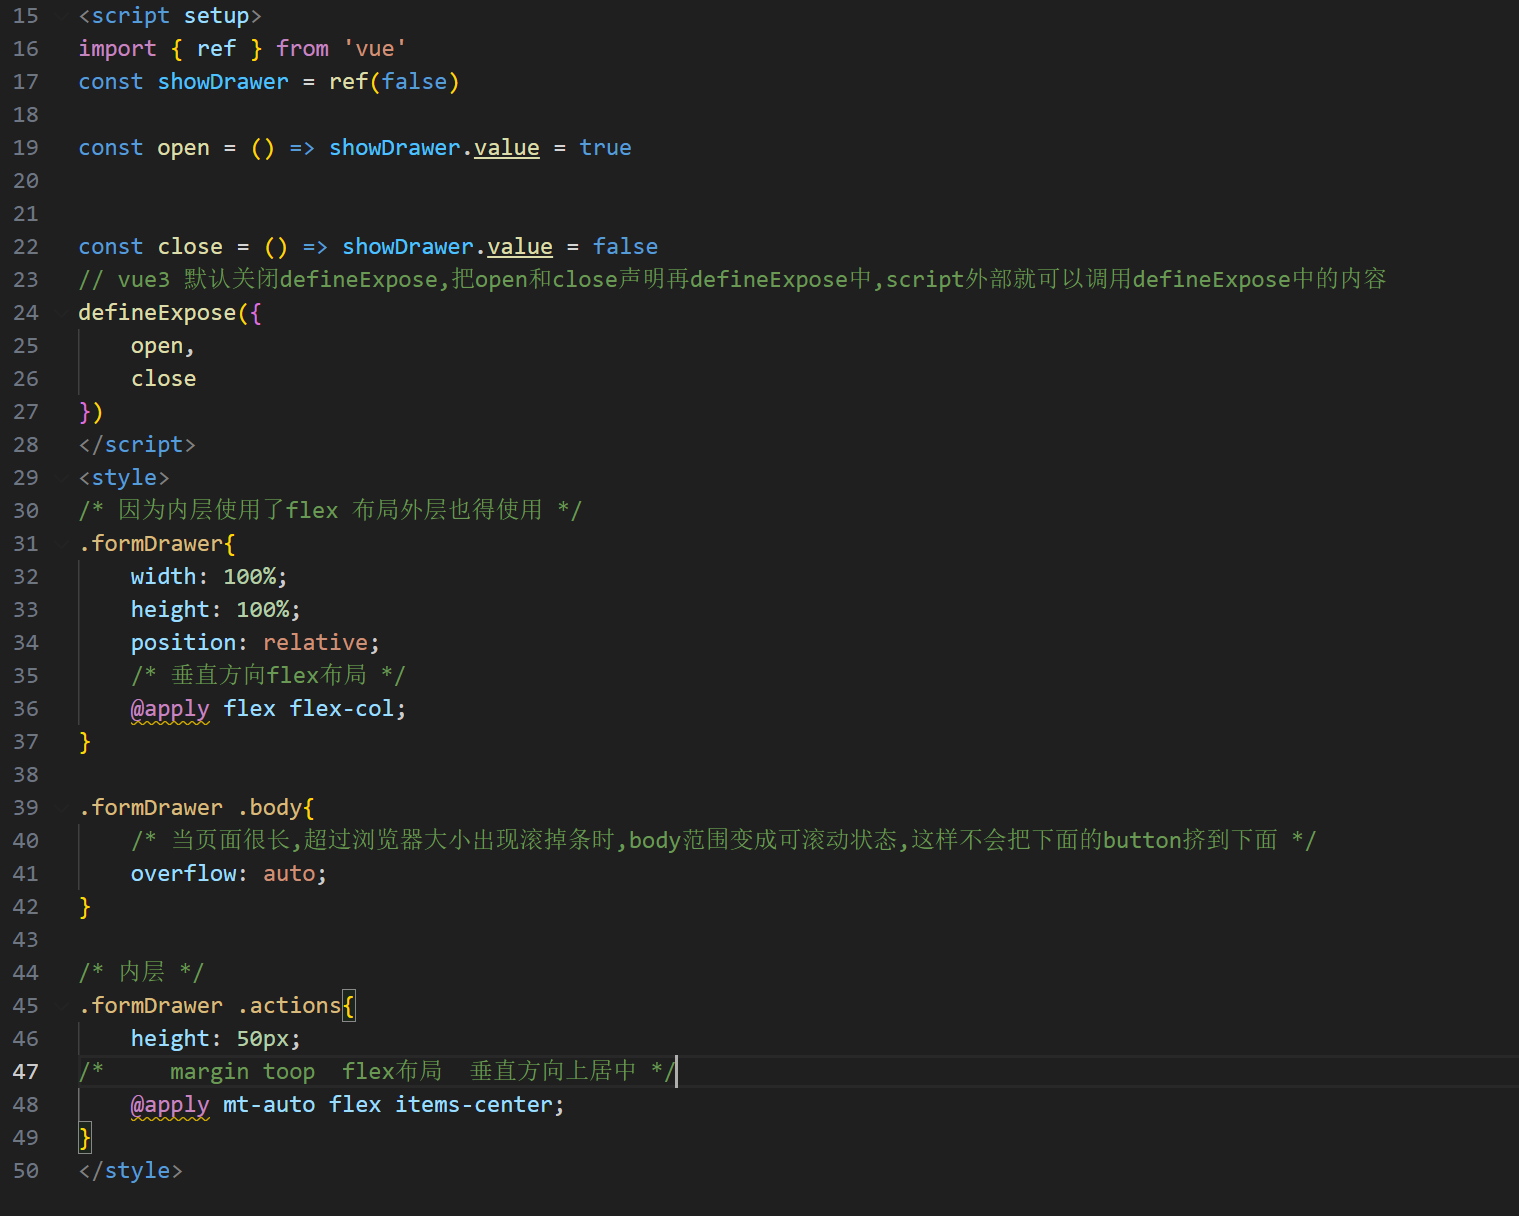 15 <script setup>
16 import { ref } from 'vue'
17 const showDrawer = ref(false)
18
19 const open = () => showDrawer.value = true
20
21
22 const close = () => showDrawer.value = false
23 // vue3 默认关闭defineExpose,把open和close声明再defineExpose中,script外部就可以调用defineExpose中的内容
24 defineExpose({
25     open,
26     close
27 })
28 </script>
29 <style>
30 /* 因为内层使用了flex 布局外层也得使用 */
31 .formDrawer{
32     width: 100%;
33     height: 100%;
34     position: relative;
35     /* 垂直方向flex布局 */
36     @apply flex flex-col;
37 }
38
39 .formDrawer .body{
40     /* 当页面很长,超过浏览器大小出现滚掉条时,body范围变成可滚动状态,这样不会把下面的button挤到下面 */
41     overflow: auto;
42 }
43
44 /* 内层 */
45 .formDrawer .actions{
46     height: 50px;
47 /*     margin toop  flex布局  垂直方向上居中 */
48     @apply mt-auto flex items-center;
49 }
50 </style>